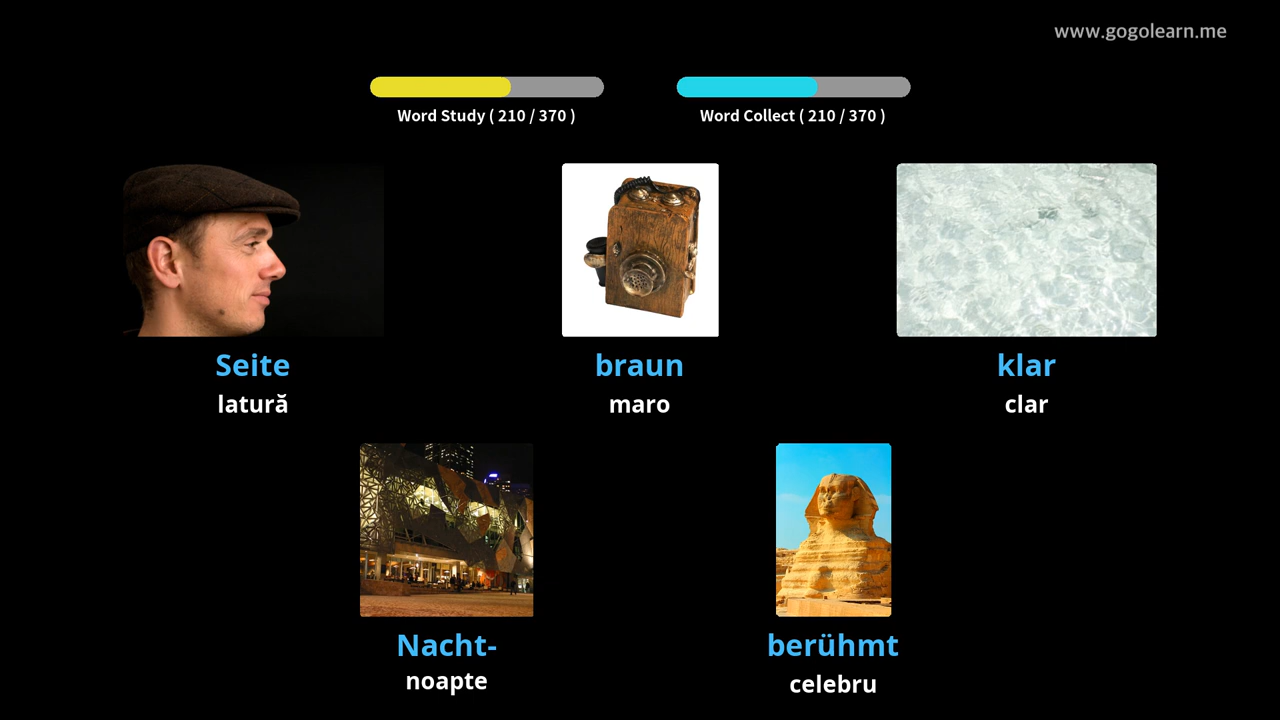 www.gogolearn.me
Word Study ( 210 / 370 )
Word Collect ( 210 / 370 )
Seite
latură
braun
maro
klar
clar
Nacht-
noapte
berühmt
celebru